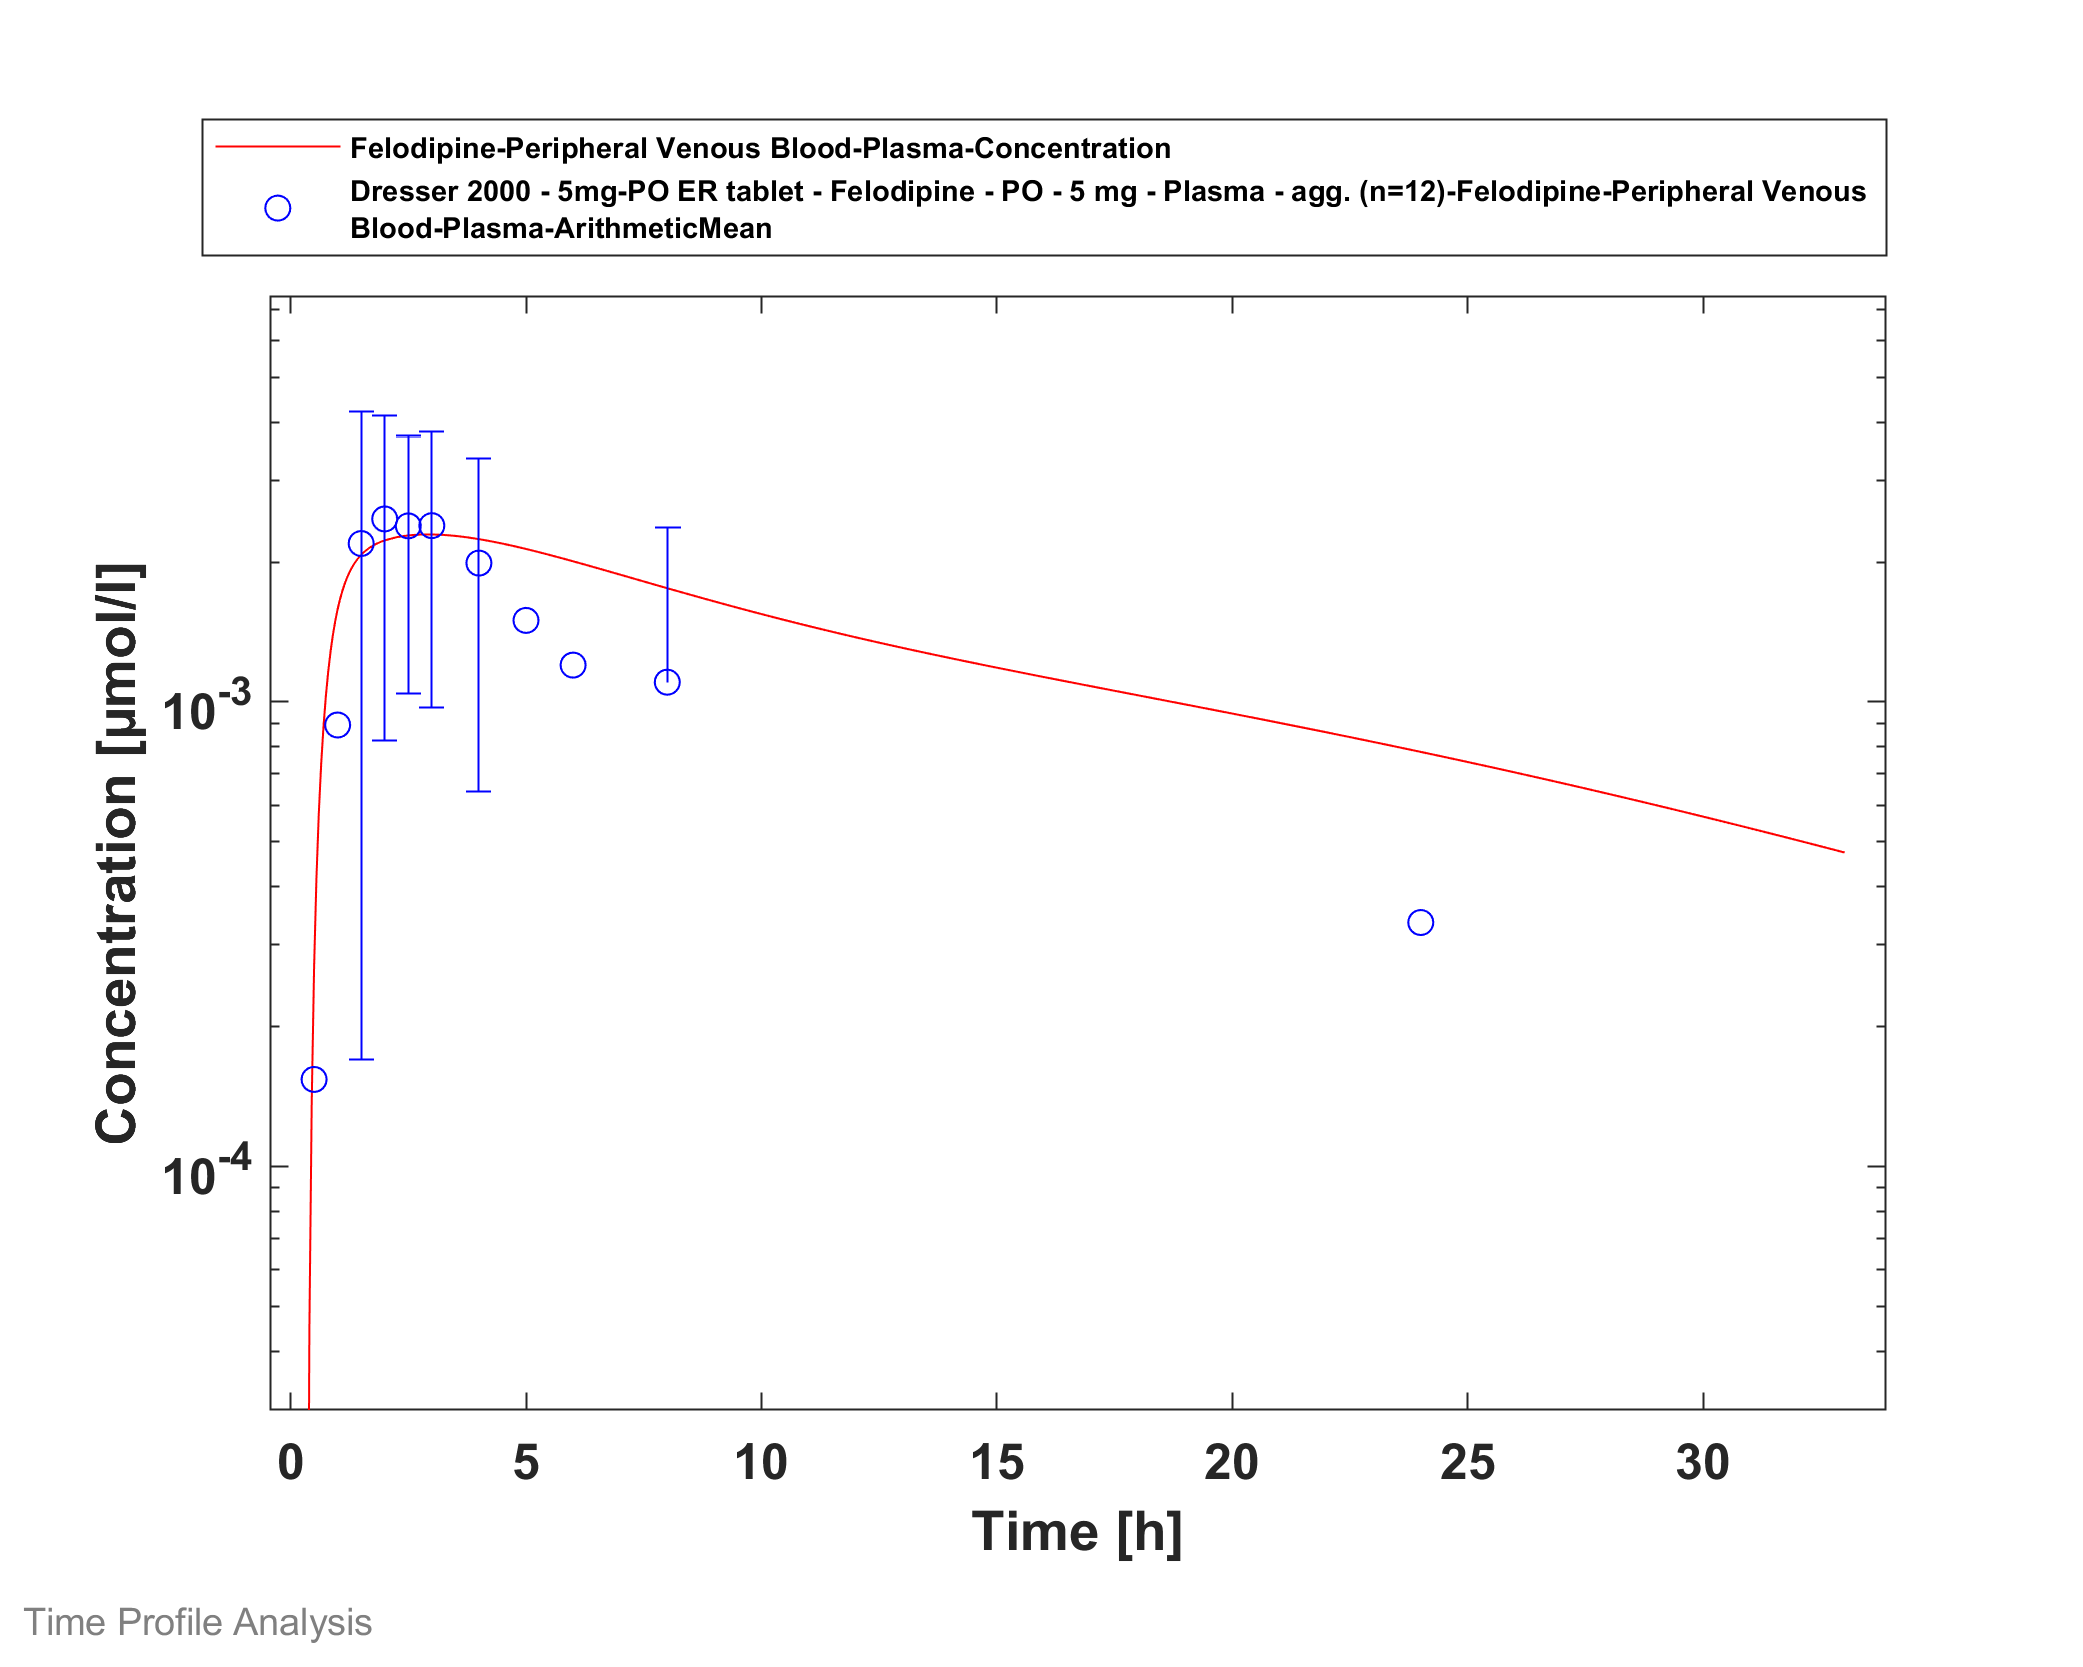 Felodipine-Peripheral Venous Blood-Plasma-Concentration
Dresser 2000 - 5mg-PO ER tablet - Felodipine - PO - 5 mg - Plasma - agg. (n=12)-Felodipine-Peripheral Venous
Blood-Plasma-ArithmeticMean
Concentration [µmol/l]
10^-3
10^-4
0 5 10 15 20 25 30
Time [h]
Time Profile Analysis